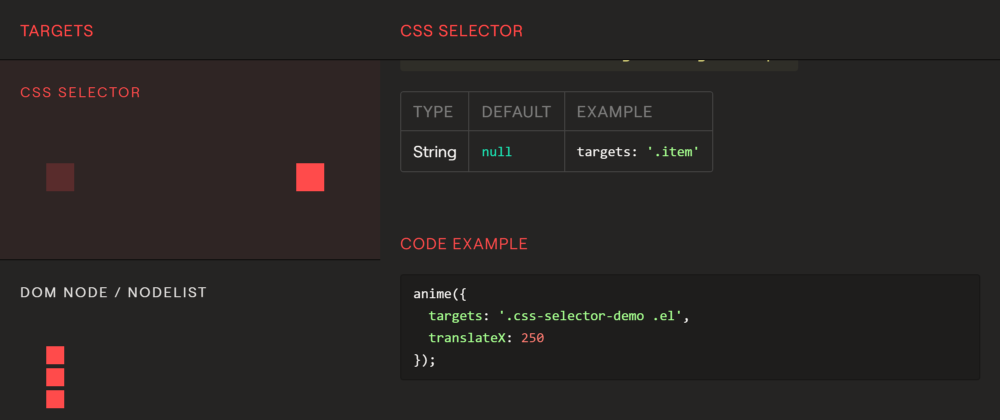 TARGETS
CSS SELECTOR
CSS SELECTOR
DOM NODE / NODELIST
TYPE DEFAULT EXAMPLE
String null targets: '.item'
CODE EXAMPLE
anime({
  targets: '.css-selector-demo .el',
  translateX: 250
});